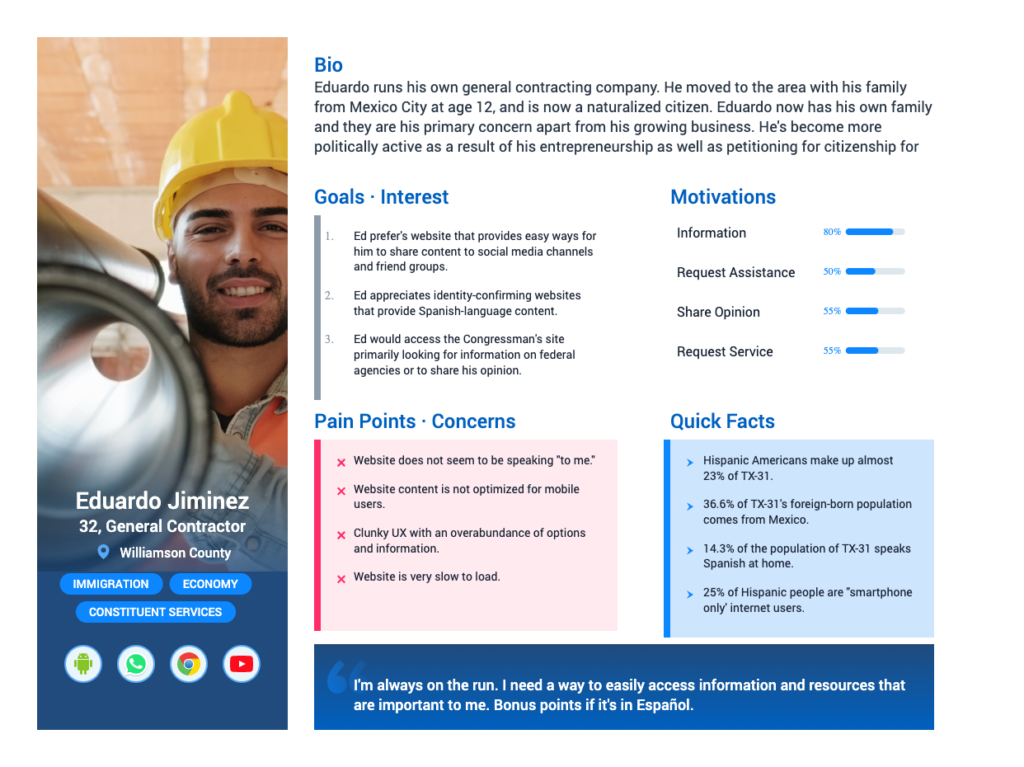 Eduardo Jiminez
32, General Contractor
Williamson County
IMMIGRATION
ECONOMY
CONSTITUENT SERVICES
Bio
Eduardo runs his own general contracting company. He moved to the area with his family
from Mexico City at age 12, and is now a naturalized citizen. Eduardo now has his own family
and they are his primary concern apart from his growing business. He's become more
politically active as a result of his entrepreneurship as well as petitioning for citizenship for
Goals · Interest
1. Ed prefer's website that provides easy ways for
him to share content to social media channels
and friend groups.
2. Ed appreciates identity-confirming websites
that provide Spanish-language content.
3. Ed would access the Congressman's site
primarily looking for information on federal
agencies or to share his opinion.
Motivations
Information 80%
Request Assistance 50%
Share Opinion 55%
Request Service 55%
Pain Points · Concerns
Website does not seem to be speaking "to me."
Website content is not optimized for mobile
users.
Clunky UX with an overabundance of options
and information.
Website is very slow to load.
Quick Facts
Hispanic Americans make up almost
23% of TX-31.
36.6% of TX-31's foreign-born population
comes from Mexico.
14.3% of the population of TX-31 speaks
Spanish at home.
25% of Hispanic people are "smartphone
only' internet users.
I'm always on the run. I need a way to easily access information and resources that
are important to me. Bonus points if it's in Español.